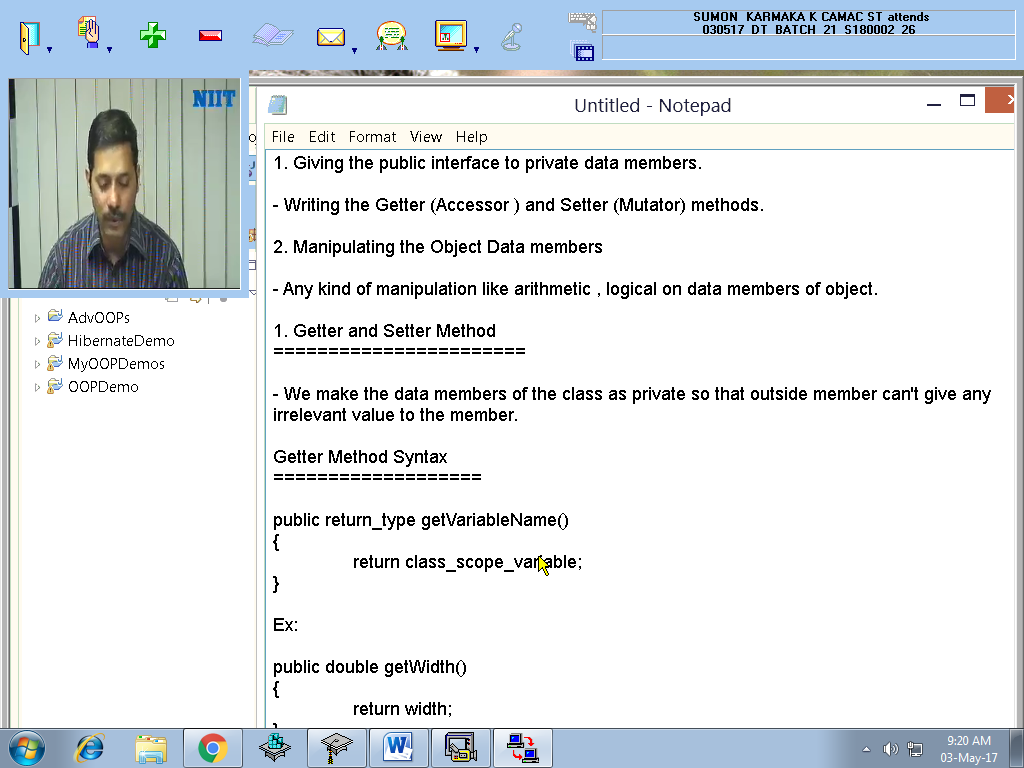 SUMON KARMAKA K CAMAC ST attends
030517 DT BATCH 21 S180002 26
NIIT
Untitled - Notepad
File Edit Format View Help
1. Giving the public interface to private data members.
- Writing the Getter (Accessor ) and Setter (Mutator) methods.
2. Manipulating the Object Data members
- Any kind of manipulation like arithmetic , logical on data members of object.
1. Getter and Setter Method
=======================
- We make the data members of the class as private so that outside member can't give any
irrelevant value to the member.
Getter Method Syntax
===================
public return_type getVariableName()
{
return class_scope_variable;
}
Ex:
public double getWidth()
{
return width;
}
AdvOOPs
HibernateDemo
MyOOPDemos
OOPDemo
9:20 AM
03-May-17